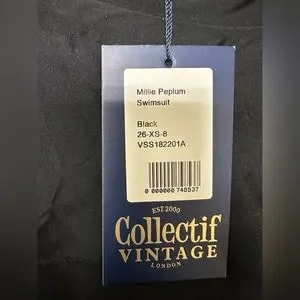 Millie Peplum
Swimsuit
Black
26-XS-8
VSS182201A
0 000000 748537
EST.2000
Collectif
VINTAGE
LONDON